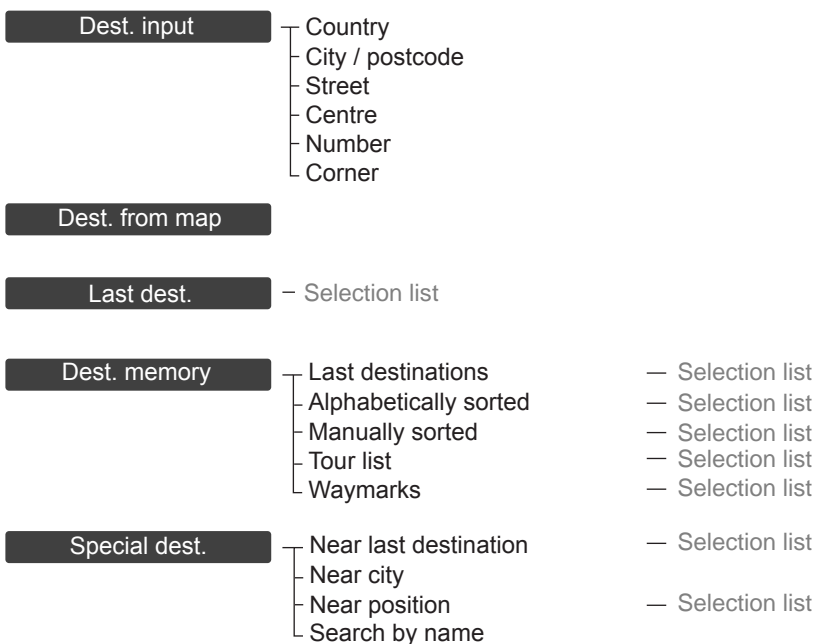 Dest. input
Country
City / postcode
Street
Centre
Number
Corner
Dest. from map
Last dest.
Selection list
Dest. memory
Last destinations
Selection list
Alphabetically sorted
Selection list
Manually sorted
Selection list
Tour list
Selection list
Waymarks
Selection list
Special dest.
Near last destination
Selection list
Near city
Near position
Selection list
Search by name